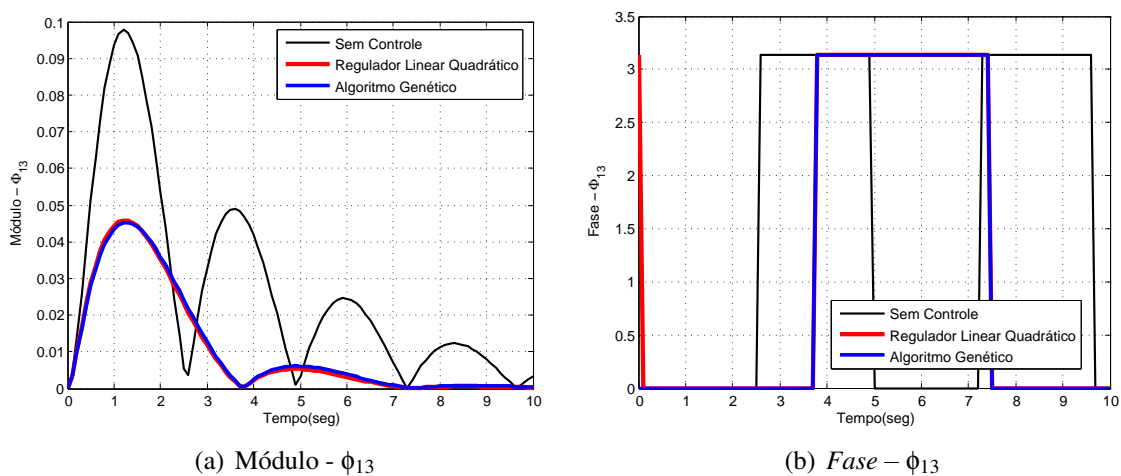 0.1
0.09
0.08
0.07
0.06
0.05
0.04
0.03
0.02
0.01
0
Módulo – Φ13
Sem Controle
Regulador Linear Quadrático
Algoritmo Genético
0 1 2 3 4 5 6 7 8 9 10
Tempo(seg)
(a) Módulo - ϕ13
3.5
3
2.5
2
1.5
1
0.5
0
Fase – Φ13
Sem Controle
Regulador Linear Quadrático
Algoritmo Genético
0 1 2 3 4 5 6 7 8 9 10
Tempo(seg)
(b) Fase – ϕ13